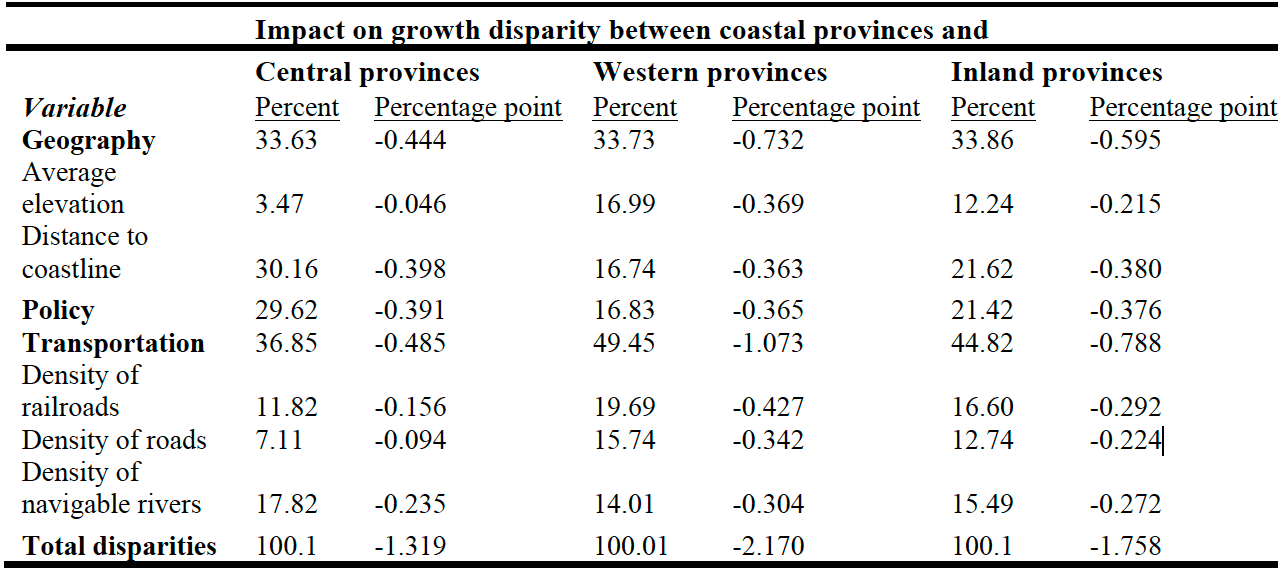 Impact on growth disparity between coastal provinces and
Central provinces Western provinces Inland provinces
Variable Percent Percentage point Percent Percentage point Percent Percentage point
Geography 33.63 -0.444 33.73 -0.732 33.86 -0.595
Average
elevation 3.47 -0.046 16.99 -0.369 12.24 -0.215
Distance to
coastline 30.16 -0.398 16.74 -0.363 21.62 -0.380
Policy 29.62 -0.391 16.83 -0.365 21.42 -0.376
Transportation 36.85 -0.485 49.45 -1.073 44.82 -0.788
Density of
railroads 11.82 -0.156 19.69 -0.427 16.60 -0.292
Density of roads 7.11 -0.094 15.74 -0.342 12.74 -0.224
Density of
navigable rivers 17.82 -0.235 14.01 -0.304 15.49 -0.272
Total disparities 100.1 -1.319 100.01 -2.170 100.1 -1.758